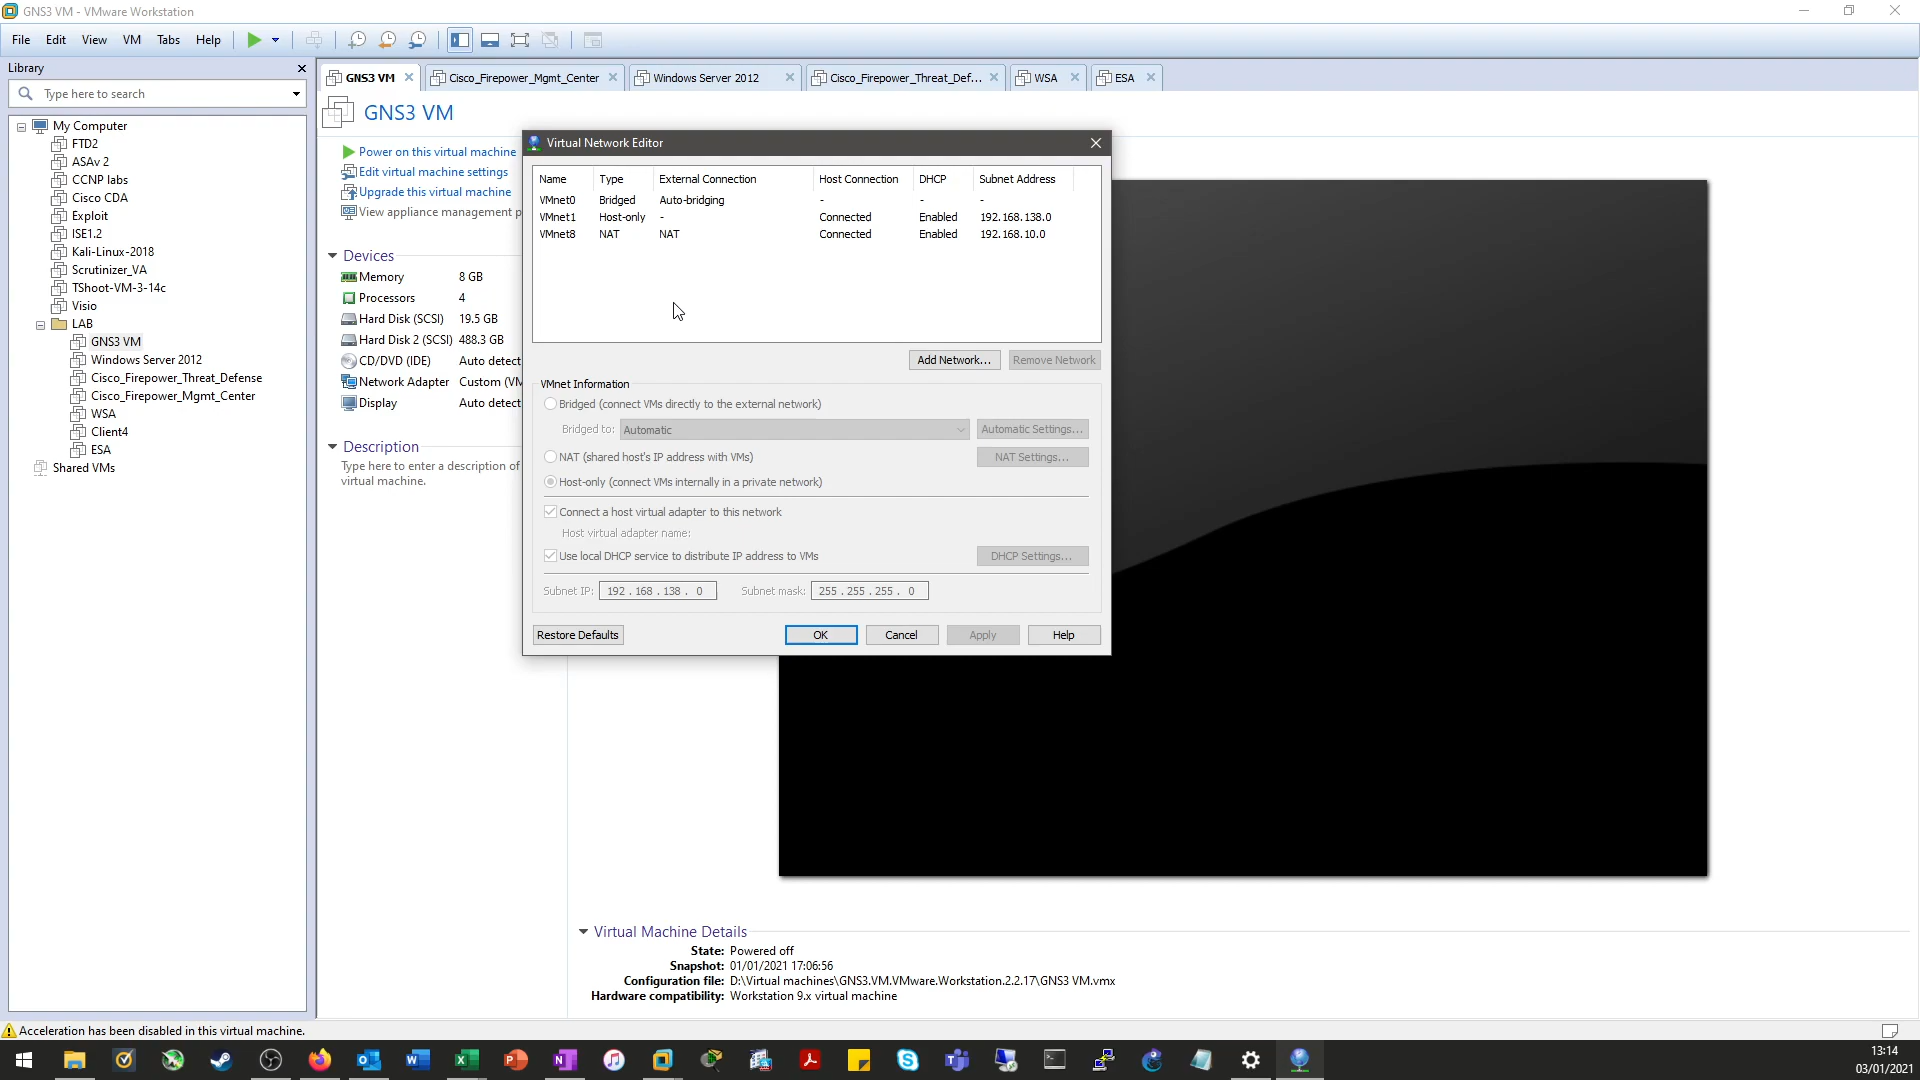 GNS3 VM - VMware Workstation
File Edit View VM Tabs Help
Library
Type here to search
My Computer
FTD2
ASAv 2
CCNP labs
Cisco CDA
Exploit
ISE1.2
Kali-Linux-2018
Scrutinizer_VA
TShoot-VM-3-14c
Visio
LAB
GNS3 VM
Windows Server 2012
Cisco_Firepower_Threat_Defense
Cisco_Firepower_Mgmt_Center
WSA
Client4
ESA
Shared VMs
GNS3 VM Cisco_Firepower_Mgmt_Center Windows Server 2012 Cisco_Firepower_Threat_Def... WSA ESA
GNS3 VM
Power on this virtual machine
Edit virtual machine settings
Upgrade this virtual machine
View appliance management p
Devices
Memory 8 GB
Processors 4
Hard Disk (SCSI) 19.5 GB
Hard Disk 2 (SCSI) 488.3 GB
CD/DVD (IDE) Auto detect
Network Adapter Custom (VM
Display Auto detect
Description
Type here to enter a description of
virtual machine.
Virtual Network Editor
Name Type External Connection Host Connection DHCP Subnet Address
VMnet0 Bridged Auto-bridging - - -
VMnet1 Host-only - Connected Enabled 192.168.138.0
VMnet8 NAT NAT Connected Enabled 192.168.10.0
Add Network... Remove Network
VMnet Information
Bridged (connect VMs directly to the external network)
Bridged to: Automatic Automatic Settings...
NAT (shared host's IP address with VMs) NAT Settings...
Host-only (connect VMs internally in a private network)
Connect a host virtual adapter to this network
Host virtual adapter name:
Use local DHCP service to distribute IP address to VMs DHCP Settings...
Subnet IP: 192 . 168 . 138 . 0 Subnet mask: 255 . 255 . 255 . 0
Restore Defaults OK Cancel Apply Help
Virtual Machine Details
State: Powered off
Snapshot: 01/01/2021 17:06:56
Configuration file: D:\Virtual machines\GNS3.VM.VMware.Workstation.2.2.17\GNS3 VM.vmx
Hardware compatibility: Workstation 9.x virtual machine
Acceleration has been disabled in this virtual machine.
13:14
03/01/2021